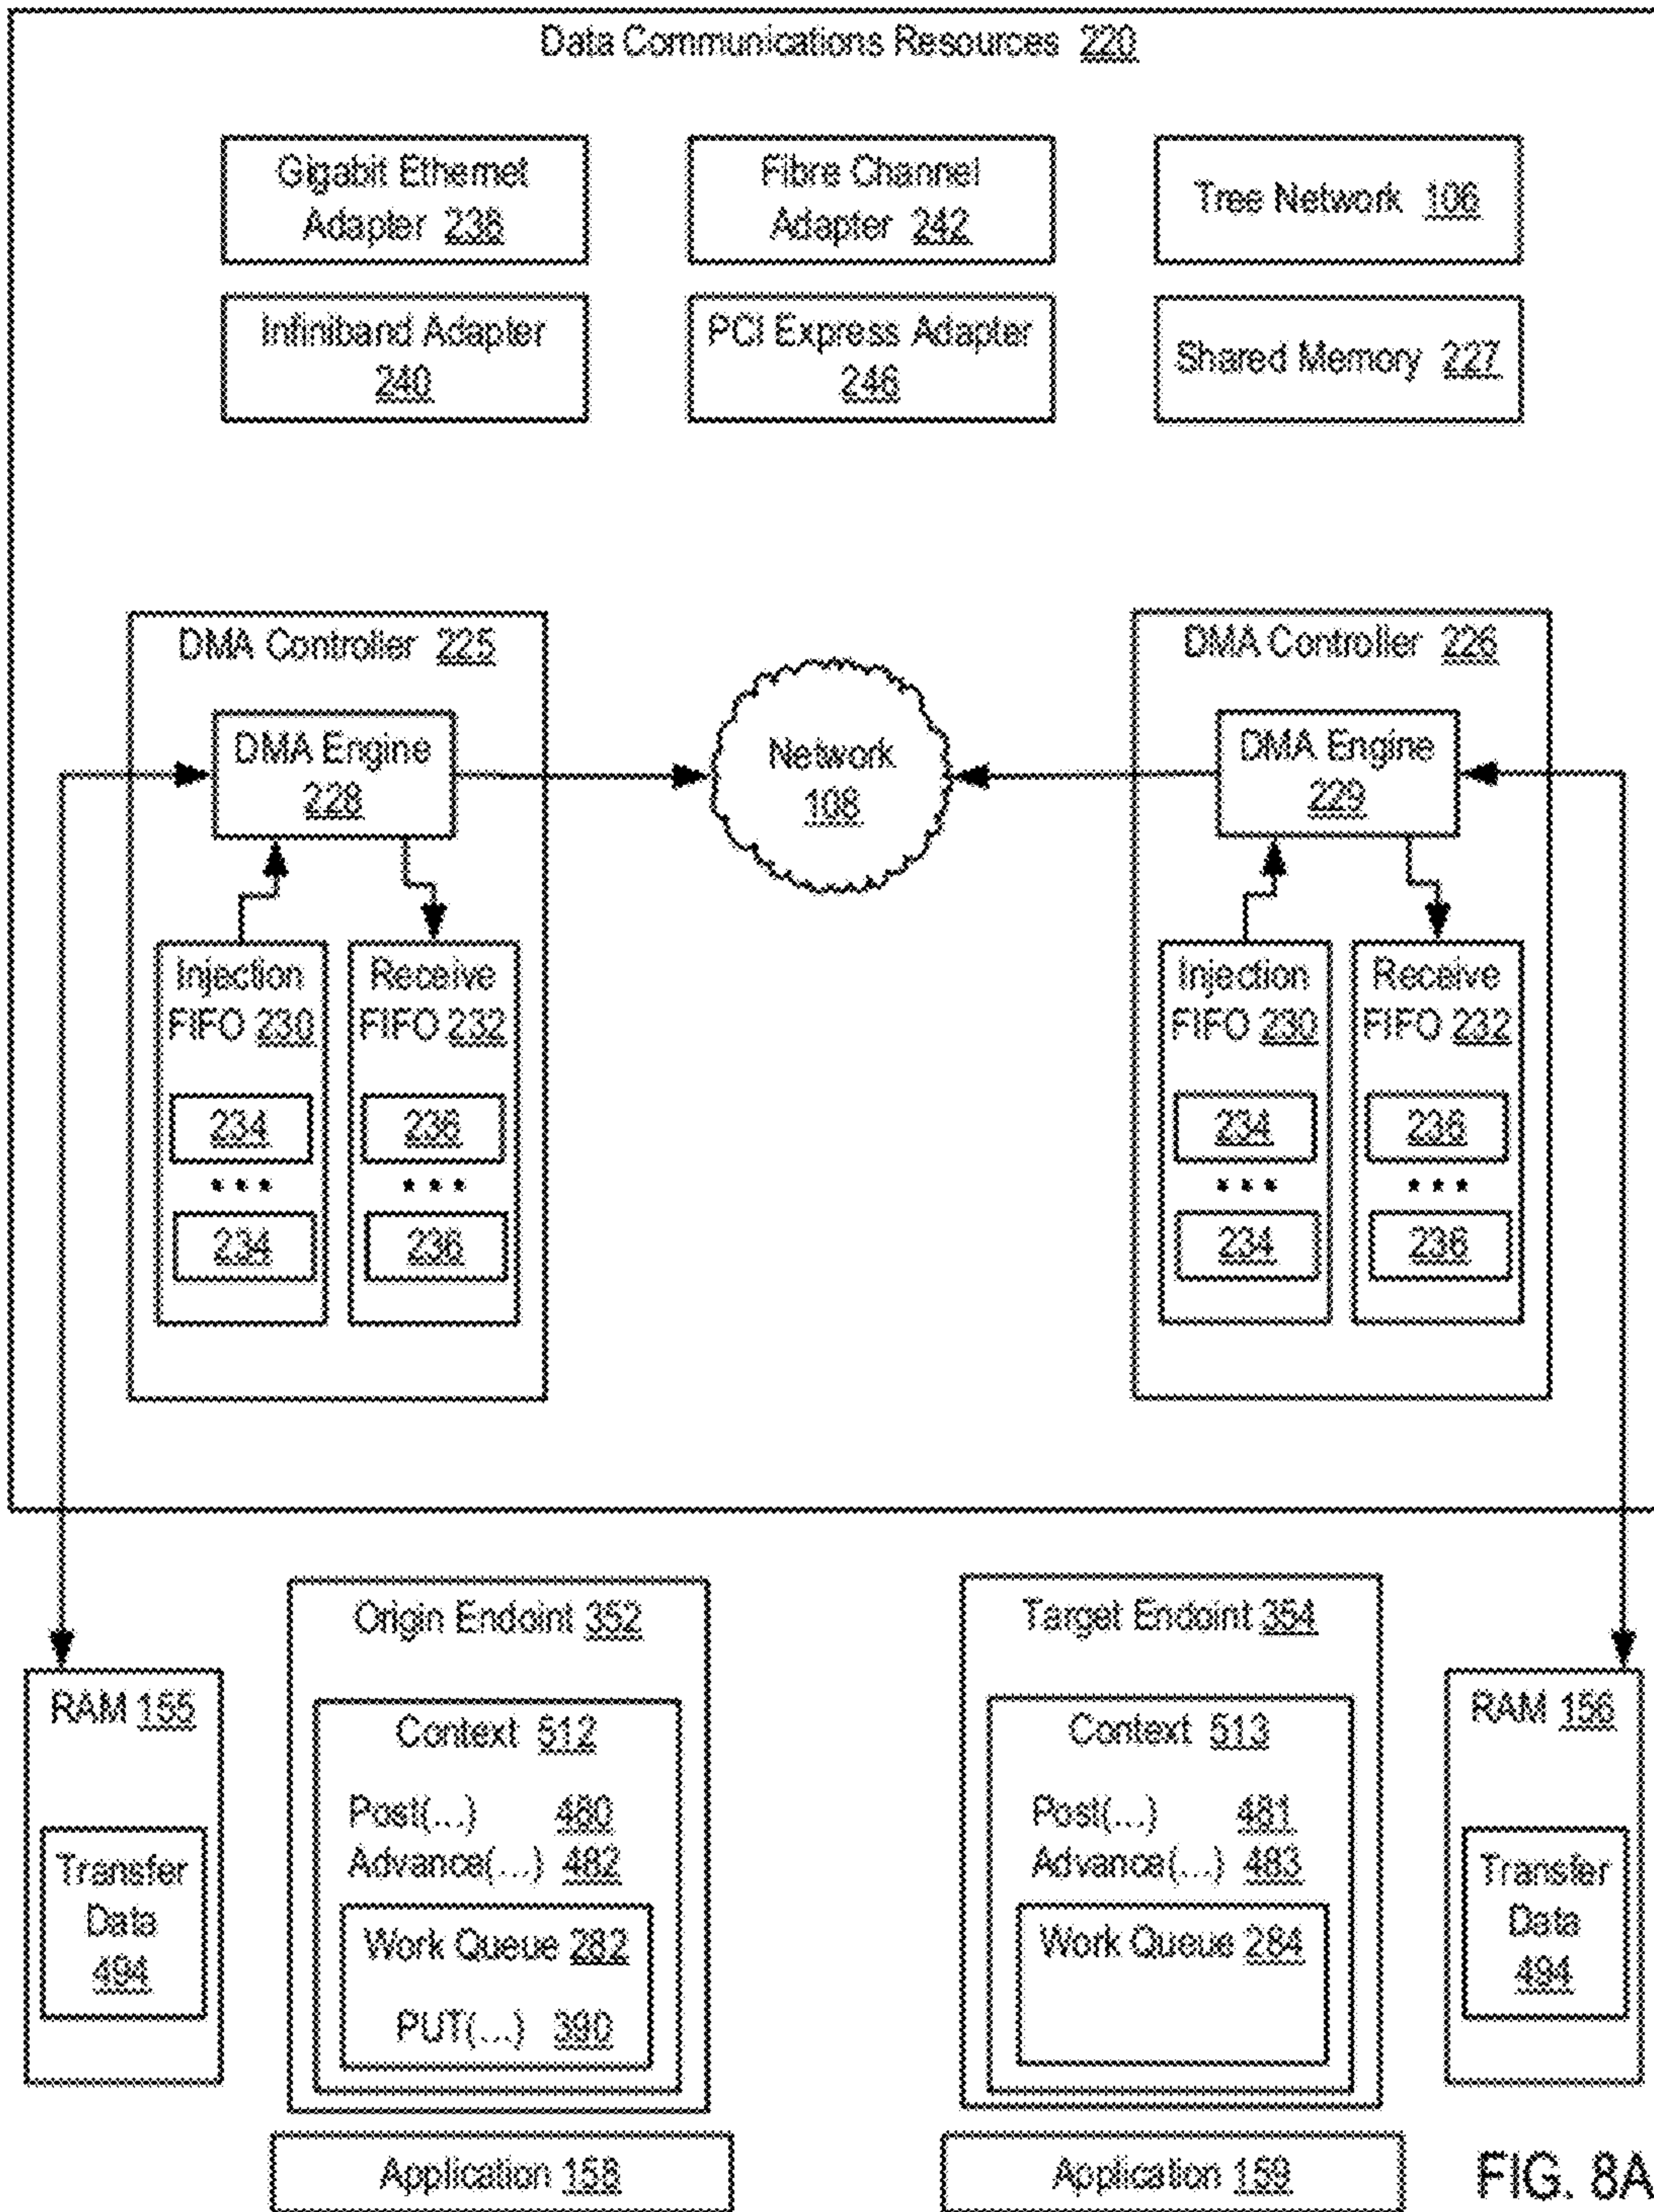 Data Communications Resources 220
Gigabit Ethernet
Adapter 238
Fibre Channel
Adapter 242
Tree Network 106
Infiniband Adapter
240
PCI Express Adapter
246
Shared Memory 227
DMA Controller 225
DMA Engine
228
Injection
FIFO 230
234
• • •
234
Receive
FIFO 232
236
• • •
236
Network
108
DMA Controller 226
DMA Engine
229
Injection
FIFO 230
234
• • •
234
Receive
FIFO 232
236
• • •
236
RAM 155
Transfer
Data
494
Origin Endoint 352
Context 512
Post(...) 480
Advance(...) 482
Work Queue 282
PUT(...) 390
Target Endoint 354
Context 513
Post(...) 481
Advance(...) 483
Work Queue 284
RAM 156
Transfer
Data
494
Application 158
Application 159
FIG. 8A